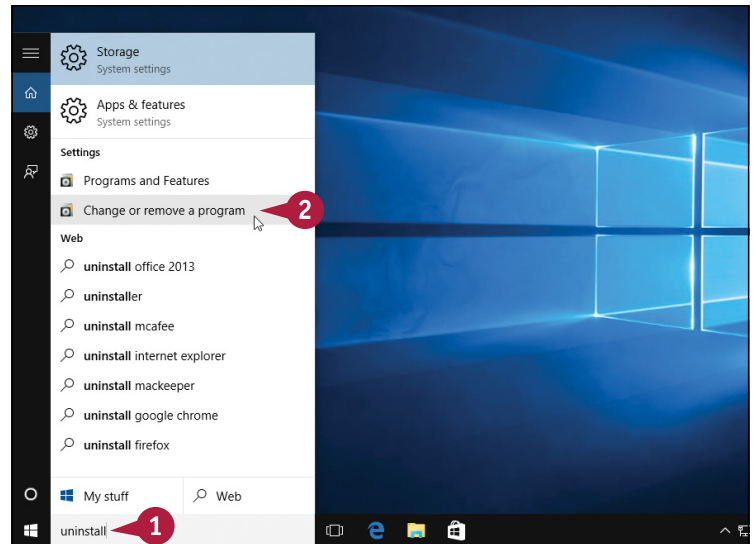 Storage
System settings
Apps & features
System settings
Settings
Programs and Features
Change or remove a program
2
Web
uninstall office 2013
uninstaller
uninstall mcafee
uninstall internet explorer
uninstall mackeeper
uninstall google chrome
uninstall firefox
My stuff
Web
uninstall
1